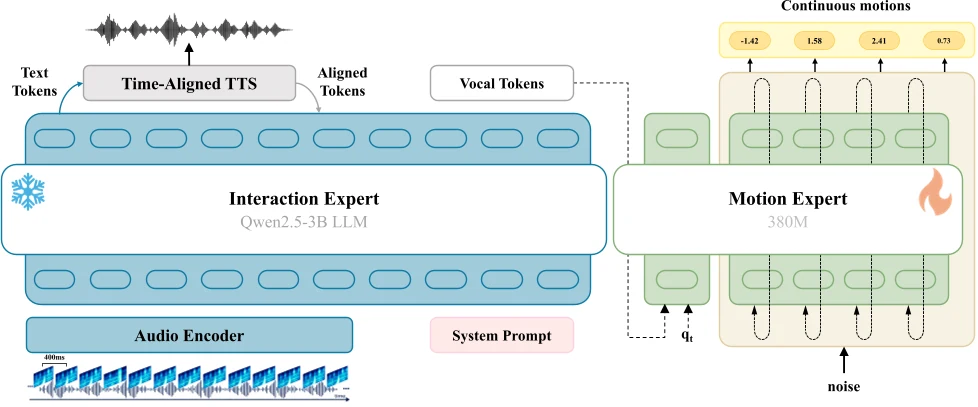 Continuous motions
-1.42 1.58 2.41 0.73
Text
Tokens
Time-Aligned TTS
Aligned
Tokens
Vocal Tokens
Interaction Expert
Qwen2.5-3B LLM
Motion Expert
380M
Audio Encoder
System Prompt
qt
400ms
noise